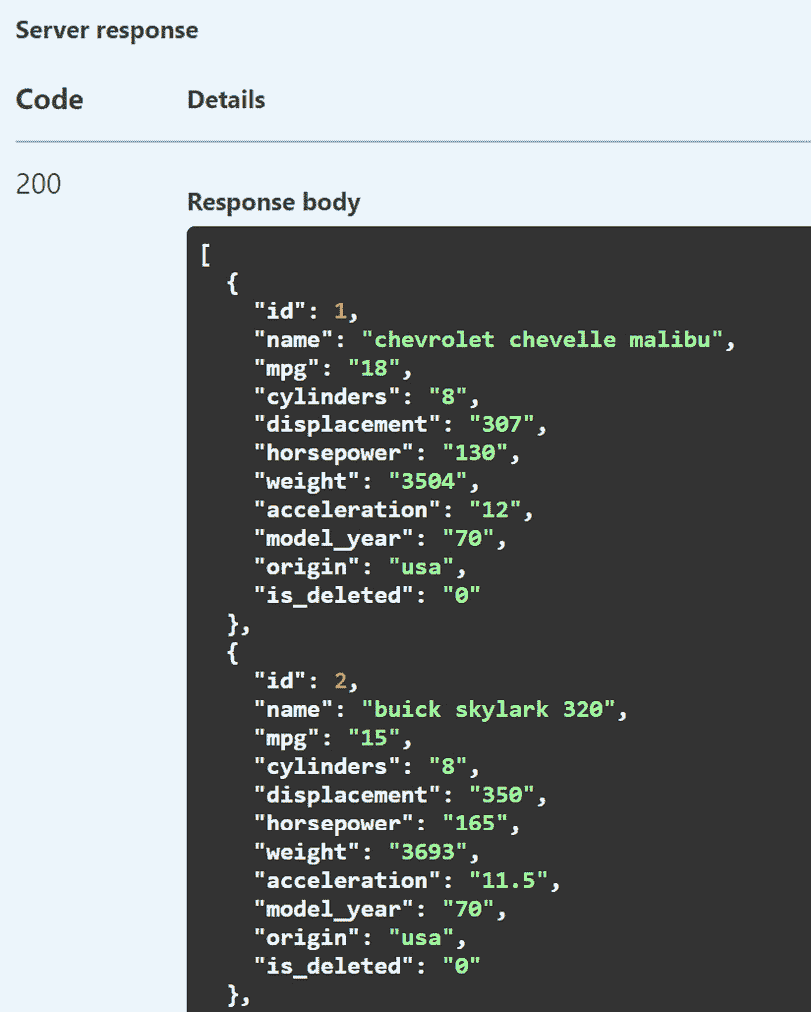 Server response
Code Details
200
Response body
[
{
"id": 1,
"name": "chevrolet chevelle malibu",
"mpg": "18",
"cylinders": "8",
"displacement": "307",
"horsepower": "130",
"weight": "3504",
"acceleration": "12",
"model_year": "70",
"origin": "usa",
"is_deleted": "0"
},
{
"id": 2,
"name": "buick skylark 320",
"mpg": "15",
"cylinders": "8",
"displacement": "350",
"horsepower": "165",
"weight": "3693",
"acceleration": "11.5",
"model_year": "70",
"origin": "usa",
"is_deleted": "0"
},